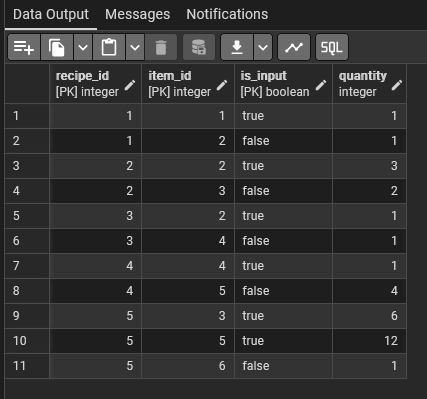 Data Output Messages Notifications
SQL
recipe_id item_id is_input quantity
[PK] integer [PK] integer [PK] boolean integer
1 1 1 true 1
2 1 2 false 1
3 2 2 true 3
4 2 3 false 2
5 3 2 true 1
6 3 4 false 1
7 4 4 true 1
8 4 5 false 4
9 5 3 true 6
10 5 5 true 12
11 5 6 false 1